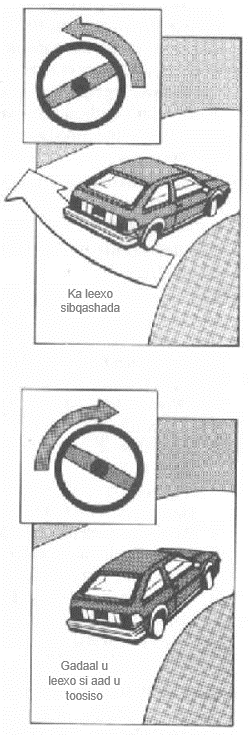 Ka leexo
sibqashada
Gadaal u
leexo si aad u
toosiso